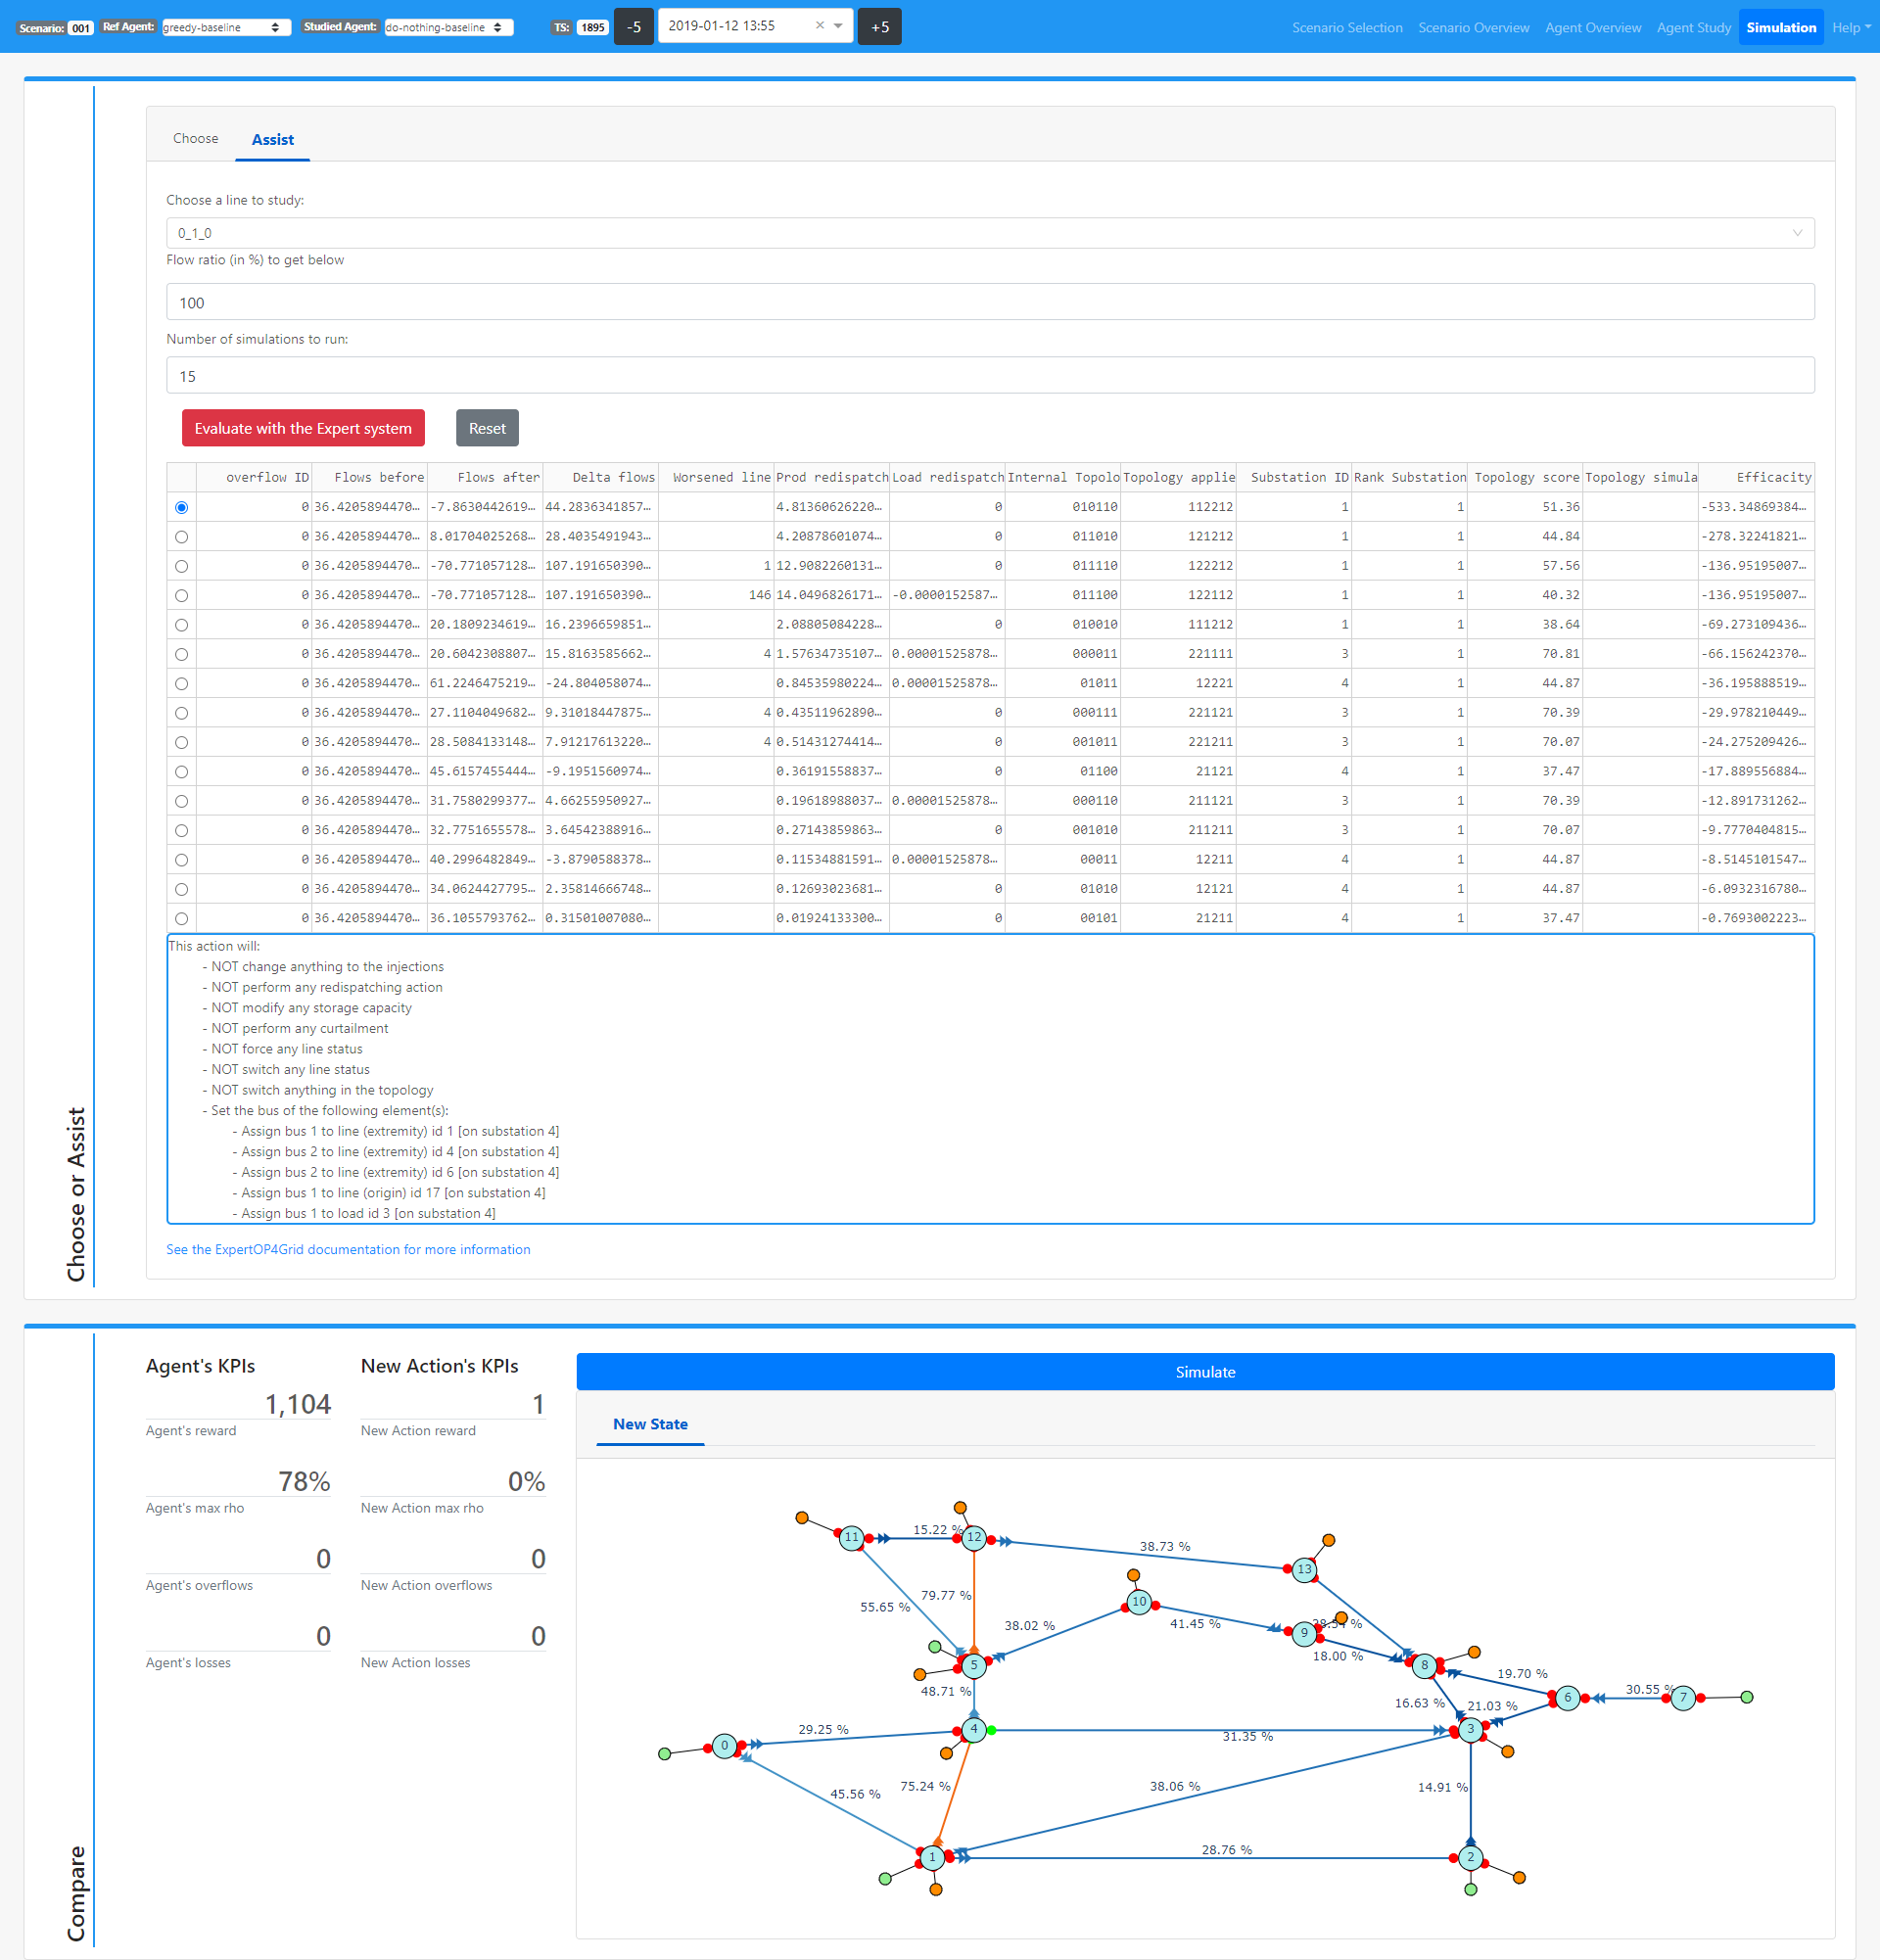 Scenario: 001 Ref Agent: greedy-baseline Studied Agent: do-nothing-baseline TS: 1895 -5 2019-01-12 13:55 × +5 Scenario Selection Scenario Overview Agent Overview Agent Study Simulation Help
Choose Assist
Choose a line to study:
0_1_0
Flow ratio (in %) to get below
100
Number of simulations to run:
15
Evaluate with the Expert system Reset
overflow ID Flows before Flows after Delta flows Worsened line Prod redispatch Load redispatch Internal Topolo Topology applie Substation ID Rank Substation Topology score Topology simula Efficacity
0 36.4205894470… -7.8630442619… 44.2836341857… 4.81360626220… 0 010110 112212 1 1 51.36 -533.34869384…
0 36.4205894470… 8.01704025268… 28.4035491943… 4.20878601074… 0 011010 121212 1 1 44.84 -278.32241821…
0 36.4205894470… -70.771057128… 107.191650390… 1 12.9082260131… 0 011110 122212 1 1 57.56 -136.95195007…
0 36.4205894470… -70.771057128… 107.191650390… 146 14.0496826171… -0.0000152587… 011100 122112 1 1 40.32 -136.95195007…
0 36.4205894470… 20.1809234619… 16.2396659851… 2.08805084228… 0 010010 111212 1 1 38.64 -69.273109436…
0 36.4205894470… 20.6042308807… 15.8163585662… 4 1.57634735107… 0.00001525878… 000011 221111 3 1 70.81 -66.156242370…
0 36.4205894470… 61.2246475219… -24.804058074… 0.84535980224… 0.00001525878… 01011 12221 4 1 44.87 -36.195888519…
0 36.4205894470… 27.1104049682… 9.31018447875… 4 0.43511962890… 0 000111 221121 3 1 70.39 -29.978210449…
0 36.4205894470… 28.5084133148… 7.91217613220… 4 0.51431274414… 0 001011 221211 3 1 70.07 -24.275209426…
0 36.4205894470… 45.6157455444… -9.1951560974… 0.36191558837… 0 01100 21121 4 1 37.47 -17.889556884…
0 36.4205894470… 31.7580299377… 4.66255950927… 0.19618988037… 0.00001525878… 000110 211121 3 1 70.39 -12.891731262…
0 36.4205894470… 32.7751655578… 3.64542388916… 0.27143859863… 0 001010 211211 3 1 70.07 -9.7770404815…
0 36.4205894470… 40.2996482849… -3.8790588378… 0.11534881591… 0.00001525878… 00011 12211 4 1 44.87 -8.5145101547…
0 36.4205894470… 34.0624427795… 2.35814666748… 0.12693023681… 0 01010 12121 4 1 44.87 -6.0932316780…
0 36.4205894470… 36.1055793762… 0.31501007080… 0.01924133300… 0 00101 21211 4 1 37.47 -0.7693002223…
This action will:
- NOT change anything to the injections
- NOT perform any redispatching action
- NOT modify any storage capacity
- NOT perform any curtailment
- NOT force any line status
- NOT switch any line status
- NOT switch anything in the topology
- Set the bus of the following element(s):
- Assign bus 1 to line (extremity) id 1 [on substation 4]
- Assign bus 2 to line (extremity) id 4 [on substation 4]
- Assign bus 2 to line (extremity) id 6 [on substation 4]
- Assign bus 1 to line (origin) id 17 [on substation 4]
- Assign bus 1 to load id 3 [on substation 4]
See the ExpertOP4Grid documentation for more information
Choose or Assist
Agent's KPIs New Action's KPIs
1,104 1
Agent's reward New Action reward
78% 0%
Agent's max rho New Action max rho
0 0
Agent's overflows New Action overflows
0 0
Agent's losses New Action losses
Simulate
New State
11 15.22 % 12
38.73 %
13
79.77 %
55.65 %
10
38.02 %
41.45 %
9
18.00 %
5
8
19.70 %
48.71 %
30.55 %
6 7
16.63 % 21.03 %
29.25 %
4
31.35 %
3
0
75.24 %
45.56 %
38.06 %
14.91 %
28.76 %
1
2
Compare